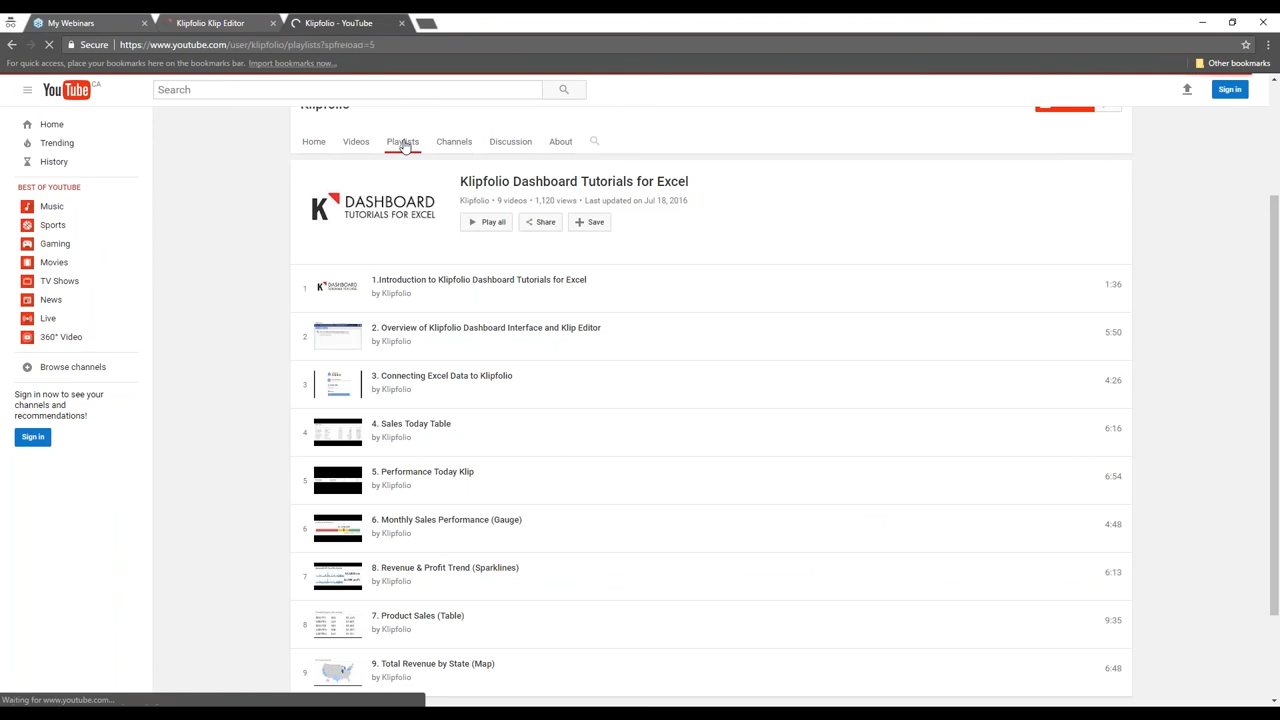 My Webinars
Klipfolio Klip Editor
Klipfolio - YouTube
Secure
https://www.youtube.com/user/klipfolio/playlists?spfreload=5
For quick access, place your bookmarks here on the bookmarks bar. Import bookmarks now...
Other bookmarks
YouTube CA
Search
Sign in
Klipfolio
Home
Videos
Playlists
Channels
Discussion
About
Home
Trending
History
BEST OF YOUTUBE
Music
Sports
Gaming
Movies
TV Shows
News
Live
360° Video
Browse channels
Sign in now to see your
channels and
recommendations!
Sign in
K DASHBOARD
TUTORIALS FOR EXCEL
Klipfolio Dashboard Tutorials for Excel
Klipfolio • 9 videos • 1,120 views • Last updated on Jul 18, 2016
Play all
Share
Save
1
K DASHBOARD
1.Introduction to Klipfolio Dashboard Tutorials for Excel
by Klipfolio
1:36
2
2. Overview of Klipfolio Dashboard Interface and Klip Editor
by Klipfolio
5:50
3
3. Connecting Excel Data to Klipfolio
by Klipfolio
4:26
4
4. Sales Today Table
by Klipfolio
6:16
5
5. Performance Today Klip
by Klipfolio
6:54
6
6. Monthly Sales Performance (Gauge)
by Klipfolio
4:48
7
8. Revenue & Profit Trend (Sparklines)
by Klipfolio
6:13
8
7. Product Sales (Table)
by Klipfolio
9:35
9
9. Total Revenue by State (Map)
by Klipfolio
6:48
Waiting for www.youtube.com...